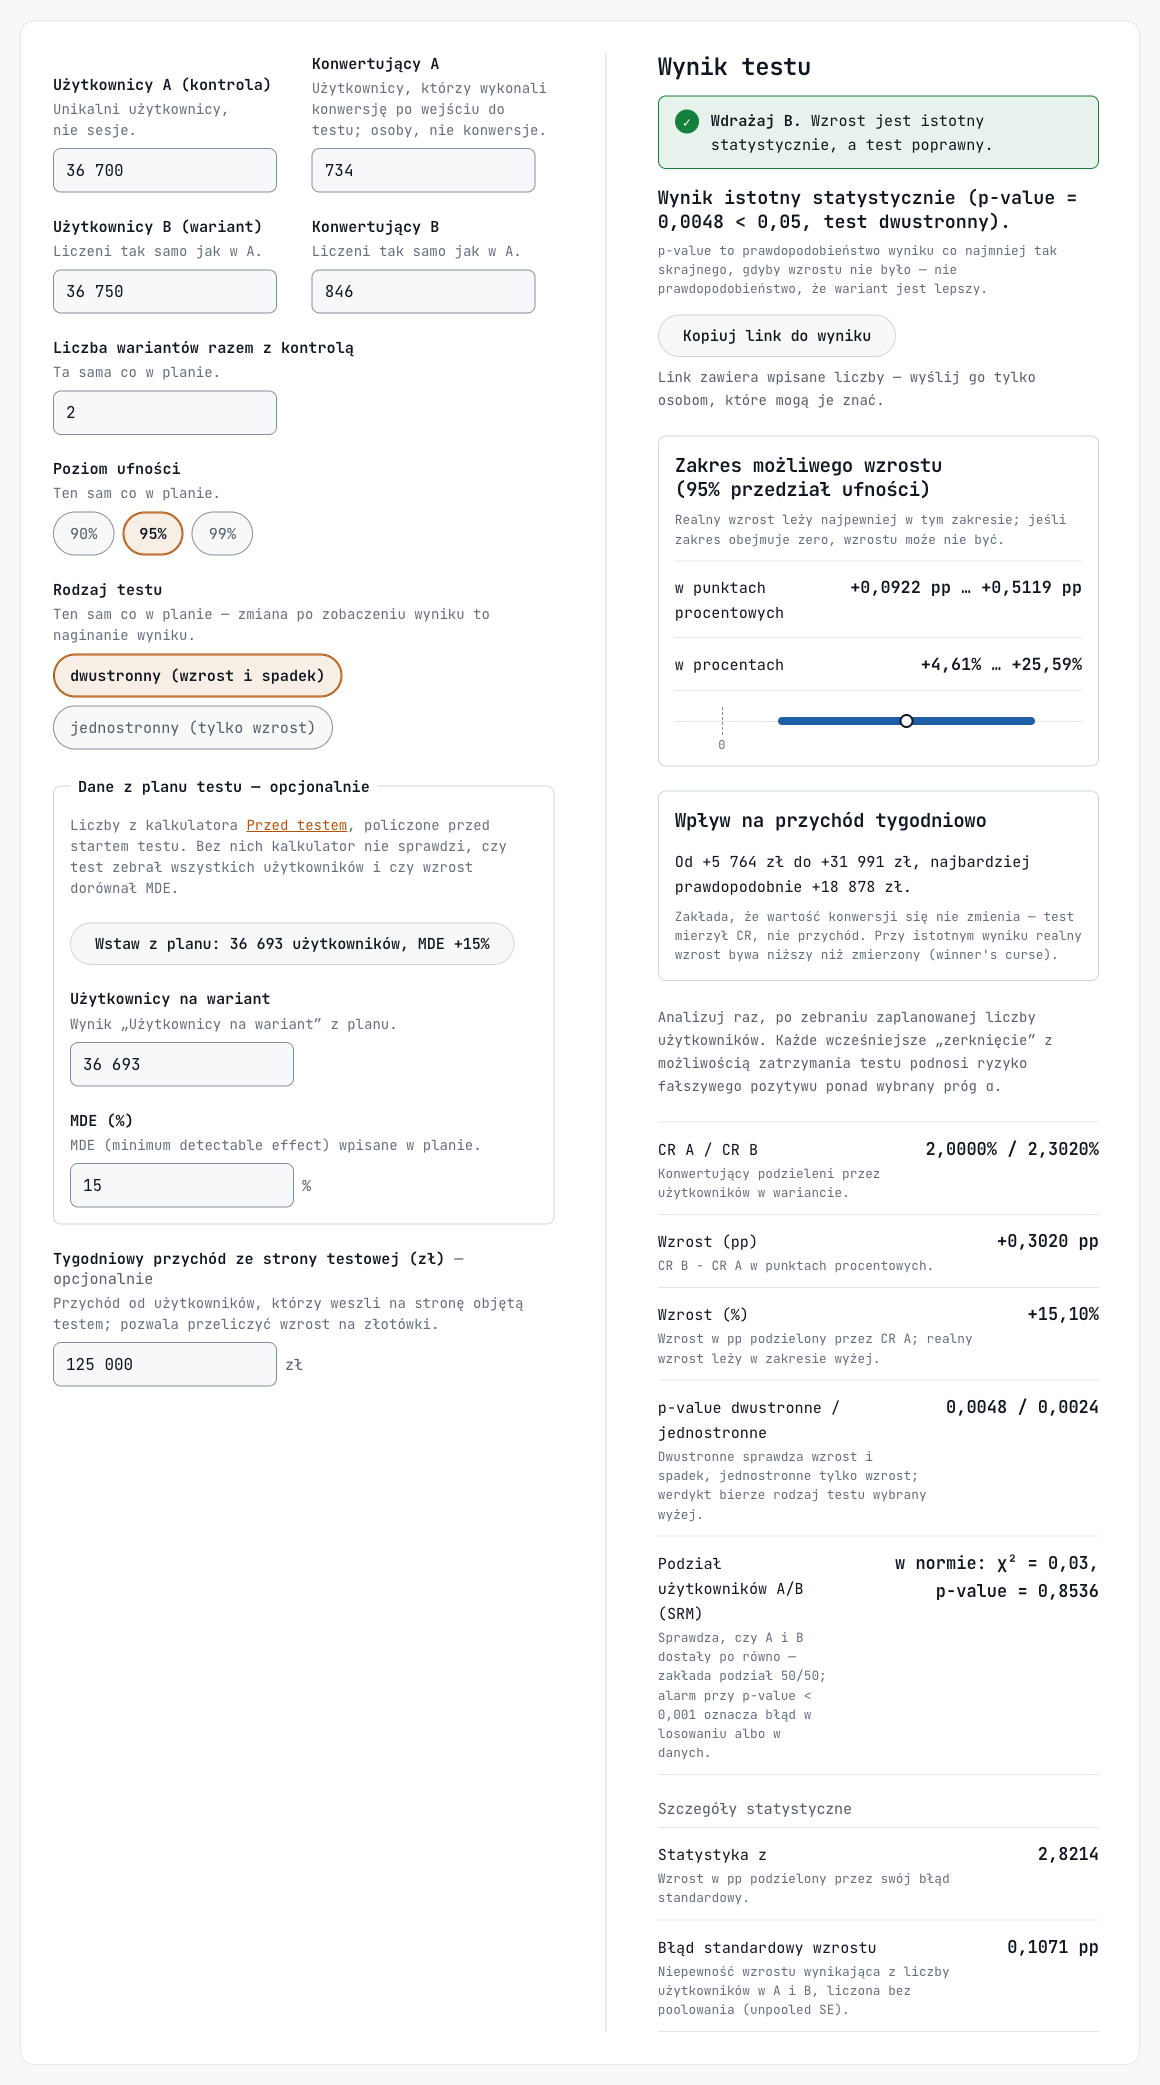 Użytkownicy A (kontrola)
Unikalni użytkownicy,
nie sesje.
36 700
Konwertujący A
Użytkownicy, którzy wykonali
konwersję po wejściu do
testu; osoby, nie konwersje.
734
Użytkownicy B (wariant)
Liczeni tak samo jak w A.
36 750
Konwertujący B
Liczeni tak samo jak w A.
846
Liczba wariantów razem z kontrolą
Ta sama co w planie.
2
Poziom ufności
Ten sam co w planie.
90% 95% 99%
Rodzaj testu
Ten sam co w planie — zmiana po zobaczeniu wyniku to
naginanie wyniku.
dwustronny (wzrost i spadek)
jednostronny (tylko wzrost)
Dane z planu testu — opcjonalnie
Liczby z kalkulatora Przed testem, policzone przed
startem testu. Bez nich kalkulator nie sprawdzi, czy
test zebrał wszystkich użytkowników i czy wzrost
dorównał MDE.
Wstaw z planu: 36 693 użytkowników, MDE +15%
Użytkownicy na wariant
Wynik „Użytkownicy na wariant” z planu.
36 693
MDE (%)
MDE (minimum detectable effect) wpisane w planie.
15 %
Tygodniowy przychód ze strony testowej (zł) —
opcjonalnie
Przychód od użytkowników, którzy weszli na stronę objętą
testem; pozwala przeliczyć wzrost na złotówki.
125 000 zł
Wynik testu
✓ Wdrażaj B. Wzrost jest istotny
statystycznie, a test poprawny.
Wynik istotny statystycznie (p-value =
0,0048 < 0,05, test dwustronny).
p-value to prawdopodobieństwo wyniku co najmniej tak
skrajnego, gdyby wzrostu nie było — nie
prawdopodobieństwo, że wariant jest lepszy.
Kopiuj link do wyniku
Link zawiera wpisane liczby — wyślij go tylko
osobom, które mogą je znać.
Zakres możliwego wzrostu
(95% przedział ufności)
Realny wzrost leży najpewniej w tym zakresie; jeśli
zakres obejmuje zero, wzrostu może nie być.
w punktach
procentowych
+0,0922 pp … +0,5119 pp
w procentach
+4,61% … +25,59%
0
Wpływ na przychód tygodniowo
Od +5 764 zł do +31 991 zł, najbardziej
prawdopodobnie +18 878 zł.
Zakłada, że wartość konwersji się nie zmienia — test
mierzył CR, nie przychód. Przy istotnym wyniku realny
wzrost bywa niższy niż zmierzony (winner's curse).
Analizuj raz, po zebraniu zaplanowanej liczby
użytkowników. Każde wcześniejsze „zerknięcie” z
możliwością zatrzymania testu podnosi ryzyko
fałszywego pozytywu ponad wybrany próg α.
CR A / CR B
2,0000% / 2,3020%
Konwertujący podzieleni przez
użytkowników w wariancie.
Wzrost (pp)
+0,3020 pp
CR B - CR A w punktach procentowych.
Wzrost (%)
+15,10%
Wzrost w pp podzielony przez CR A; realny
wzrost leży w zakresie wyżej.
p-value dwustronne /
jednostronne
0,0048 / 0,0024
Dwustronne sprawdza wzrost i
spadek, jednostronne tylko wzrost;
werdykt bierze rodzaj testu wybrany
wyżej.
Podział
użytkowników A/B
(SRM)
w normie: χ² = 0,03,
p-value = 0,8536
Sprawdza, czy A i B
dostały po równo —
zakłada podział 50/50;
alarm przy p-value <
0,001 oznacza błąd w
losowaniu albo w
danych.
Szczegóły statystyczne
Statystyka z
2,8214
Wzrost w pp podzielony przez swój błąd
standardowy.
Błąd standardowy wzrostu
0,1071 pp
Niepewność wzrostu wynikająca z liczby
użytkowników w A i B, liczona bez
poolowania (unpooled SE).